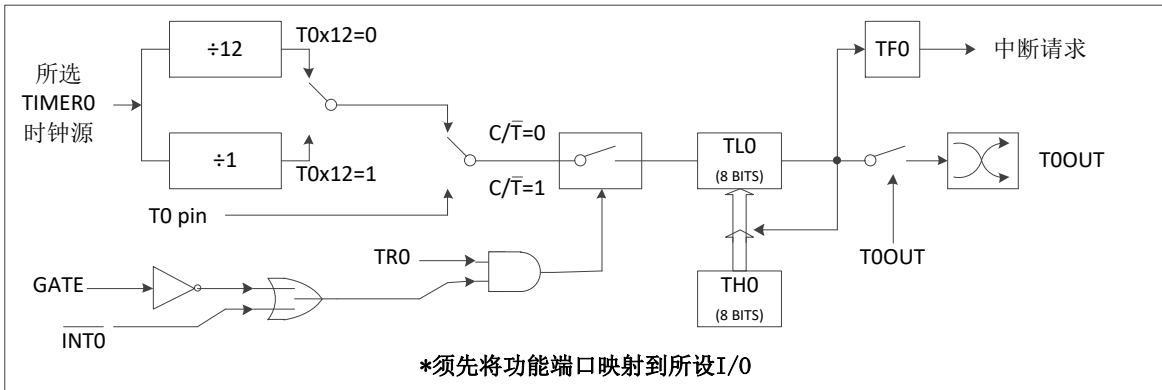 ÷12
T0x12=0
所选
TIMER0
时钟源
÷1
T0x12=1
T0 pin
C/T̅=0
C/T̅=1
TL0
(8 BITS)
TF0
中断请求
T0OUT
T0OUT
TR0
TH0
(8 BITS)
GATE
I̅N̅T̅0̅
*须先将功能端口映射到所设I/O